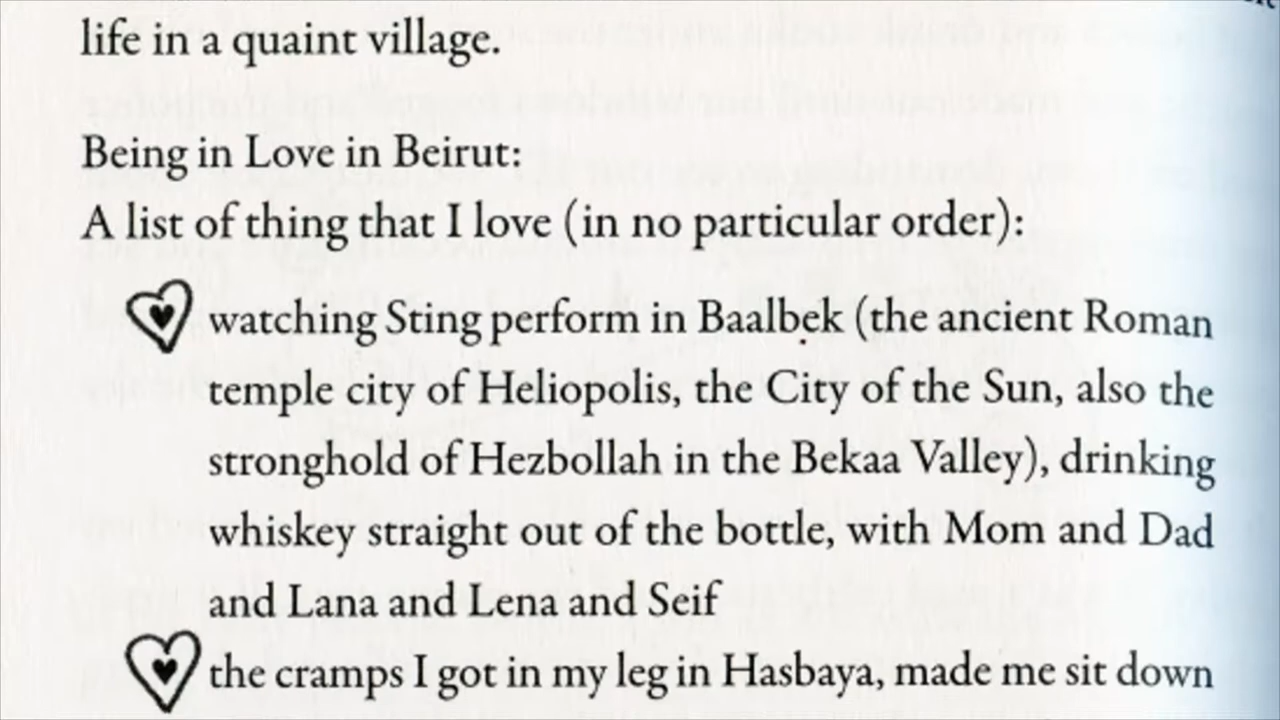 life in a quaint village.
Being in Love in Beirut:
A list of thing that I love (in no particular order):
watching Sting perform in Baalbek (the ancient Roman
temple city of Heliopolis, the City of the Sun, also the
stronghold of Hezbollah in the Bekaa Valley), drinking
whiskey straight out of the bottle, with Mom and Dad
and Lana and Lena and Seif
the cramps I got in my leg in Hasbaya, made me sit down